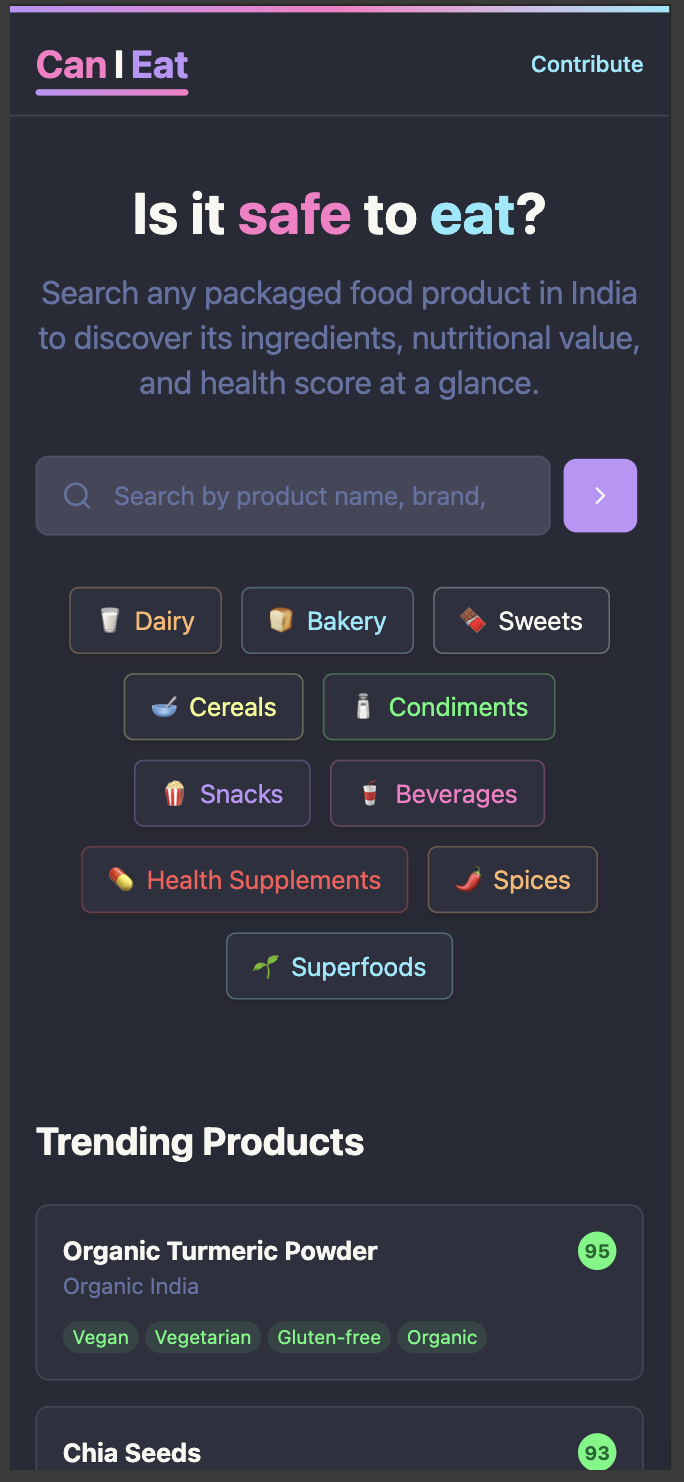 Can I Eat
Contribute
Is it safe to eat?
Search any packaged food product in India
to discover its ingredients, nutritional value,
and health score at a glance.
Search by product name, brand,
Dairy
Bakery
Sweets
Cereals
Condiments
Snacks
Beverages
Health Supplements
Spices
Superfoods
Trending Products
Organic Turmeric Powder
95
Organic India
Vegan
Vegetarian
Gluten-free
Organic
Chia Seeds
93